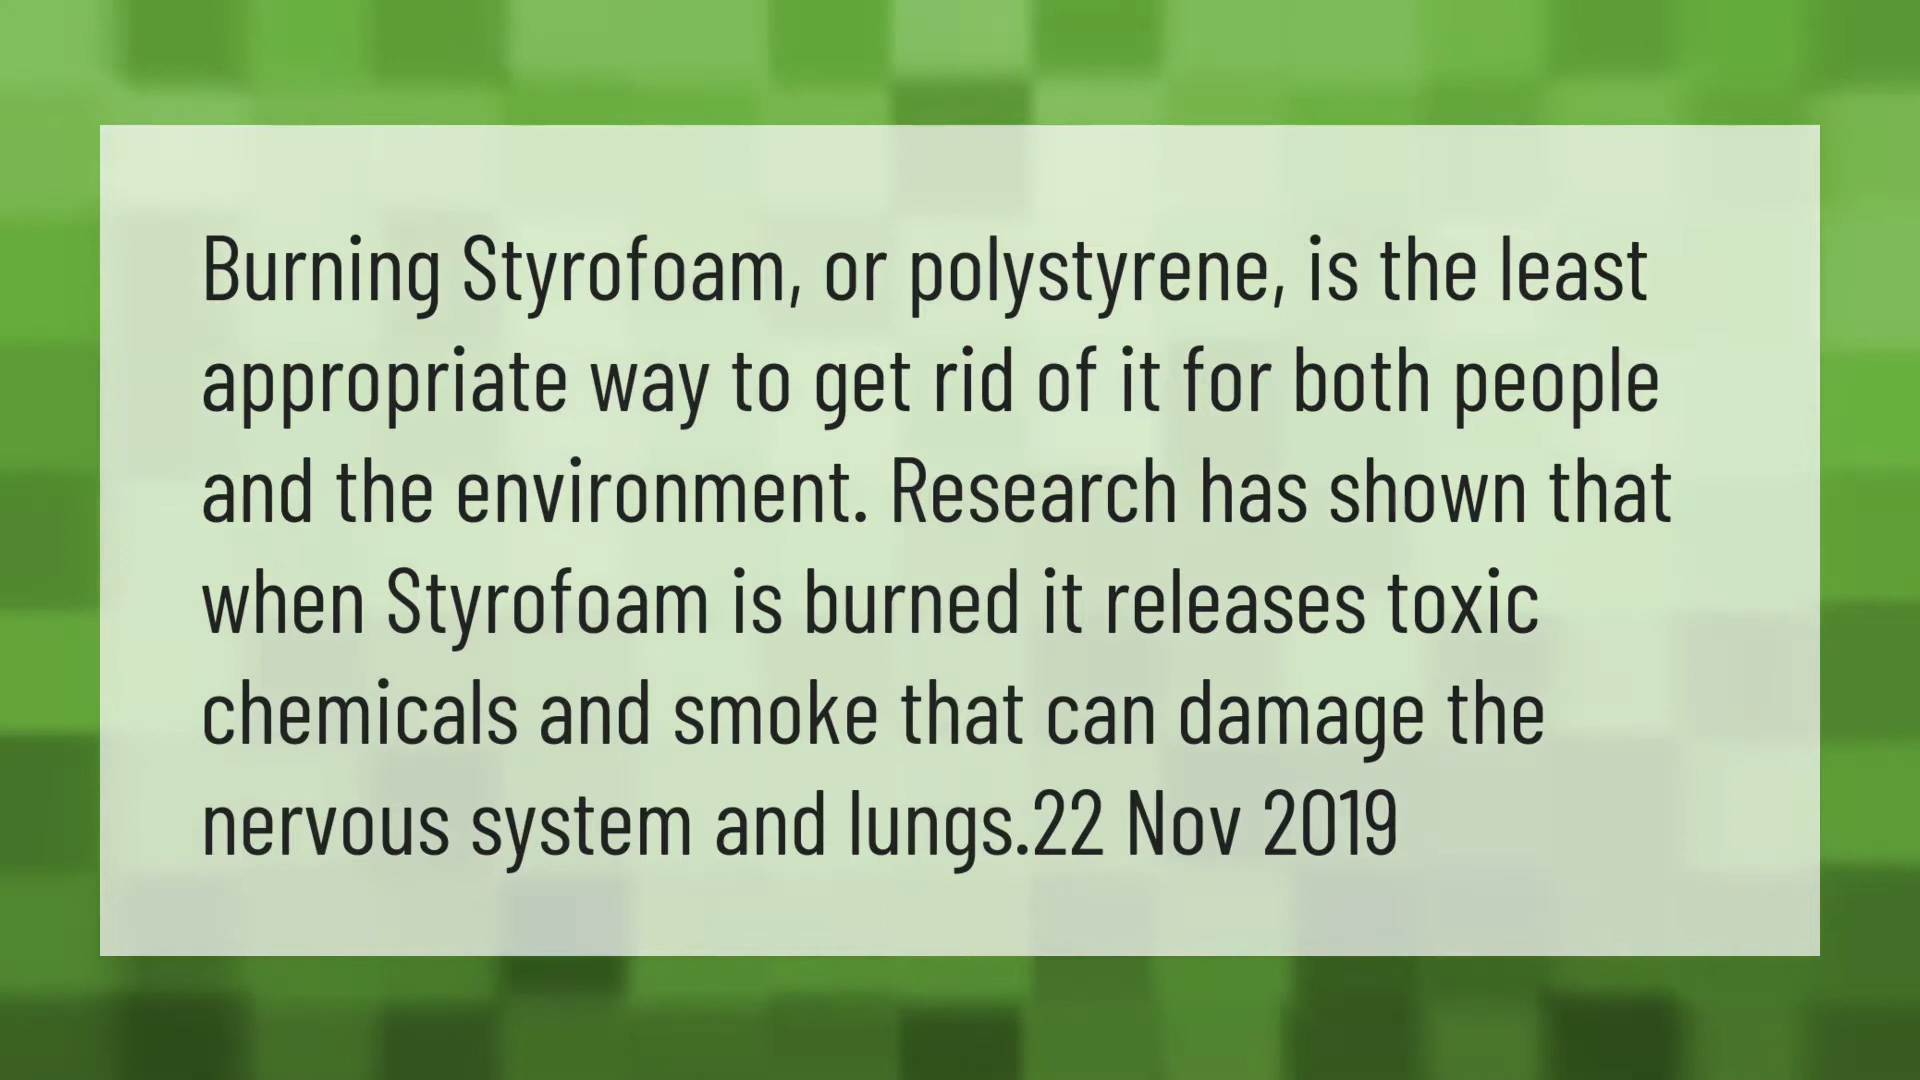 Burning Styrofoam, or polystyrene, is the least
appropriate way to get rid of it for both people
and the environment. Research has shown that
when Styrofoam is burned it releases toxic
chemicals and smoke that can damage the
nervous system and lungs.22 Nov 2019